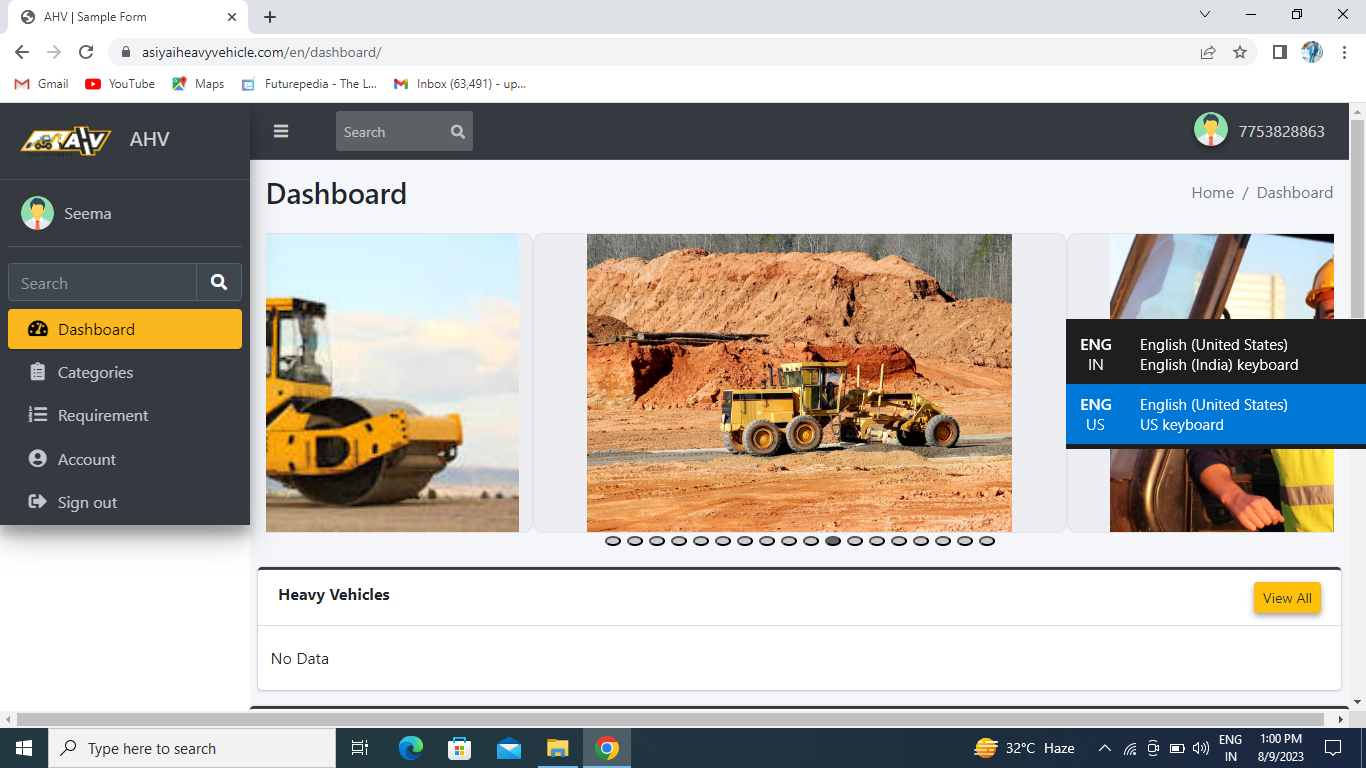 AHV | Sample Form
asiyaiheavyvehicle.com/en/dashboard/
Gmail
YouTube
Maps
Futurepedia - The L...
Inbox (63,491) - up...
AHV
AHV
Search
7753828863
Seema
Dashboard
Home / Dashboard
Search
Dashboard
Categories
Requirement
Account
Sign out
ENG English (United States)
IN English (India) keyboard
ENG English (United States)
US US keyboard
Heavy Vehicles
View All
No Data
Type here to search
32°C Haze
ENG
IN
1:00 PM
8/9/2023